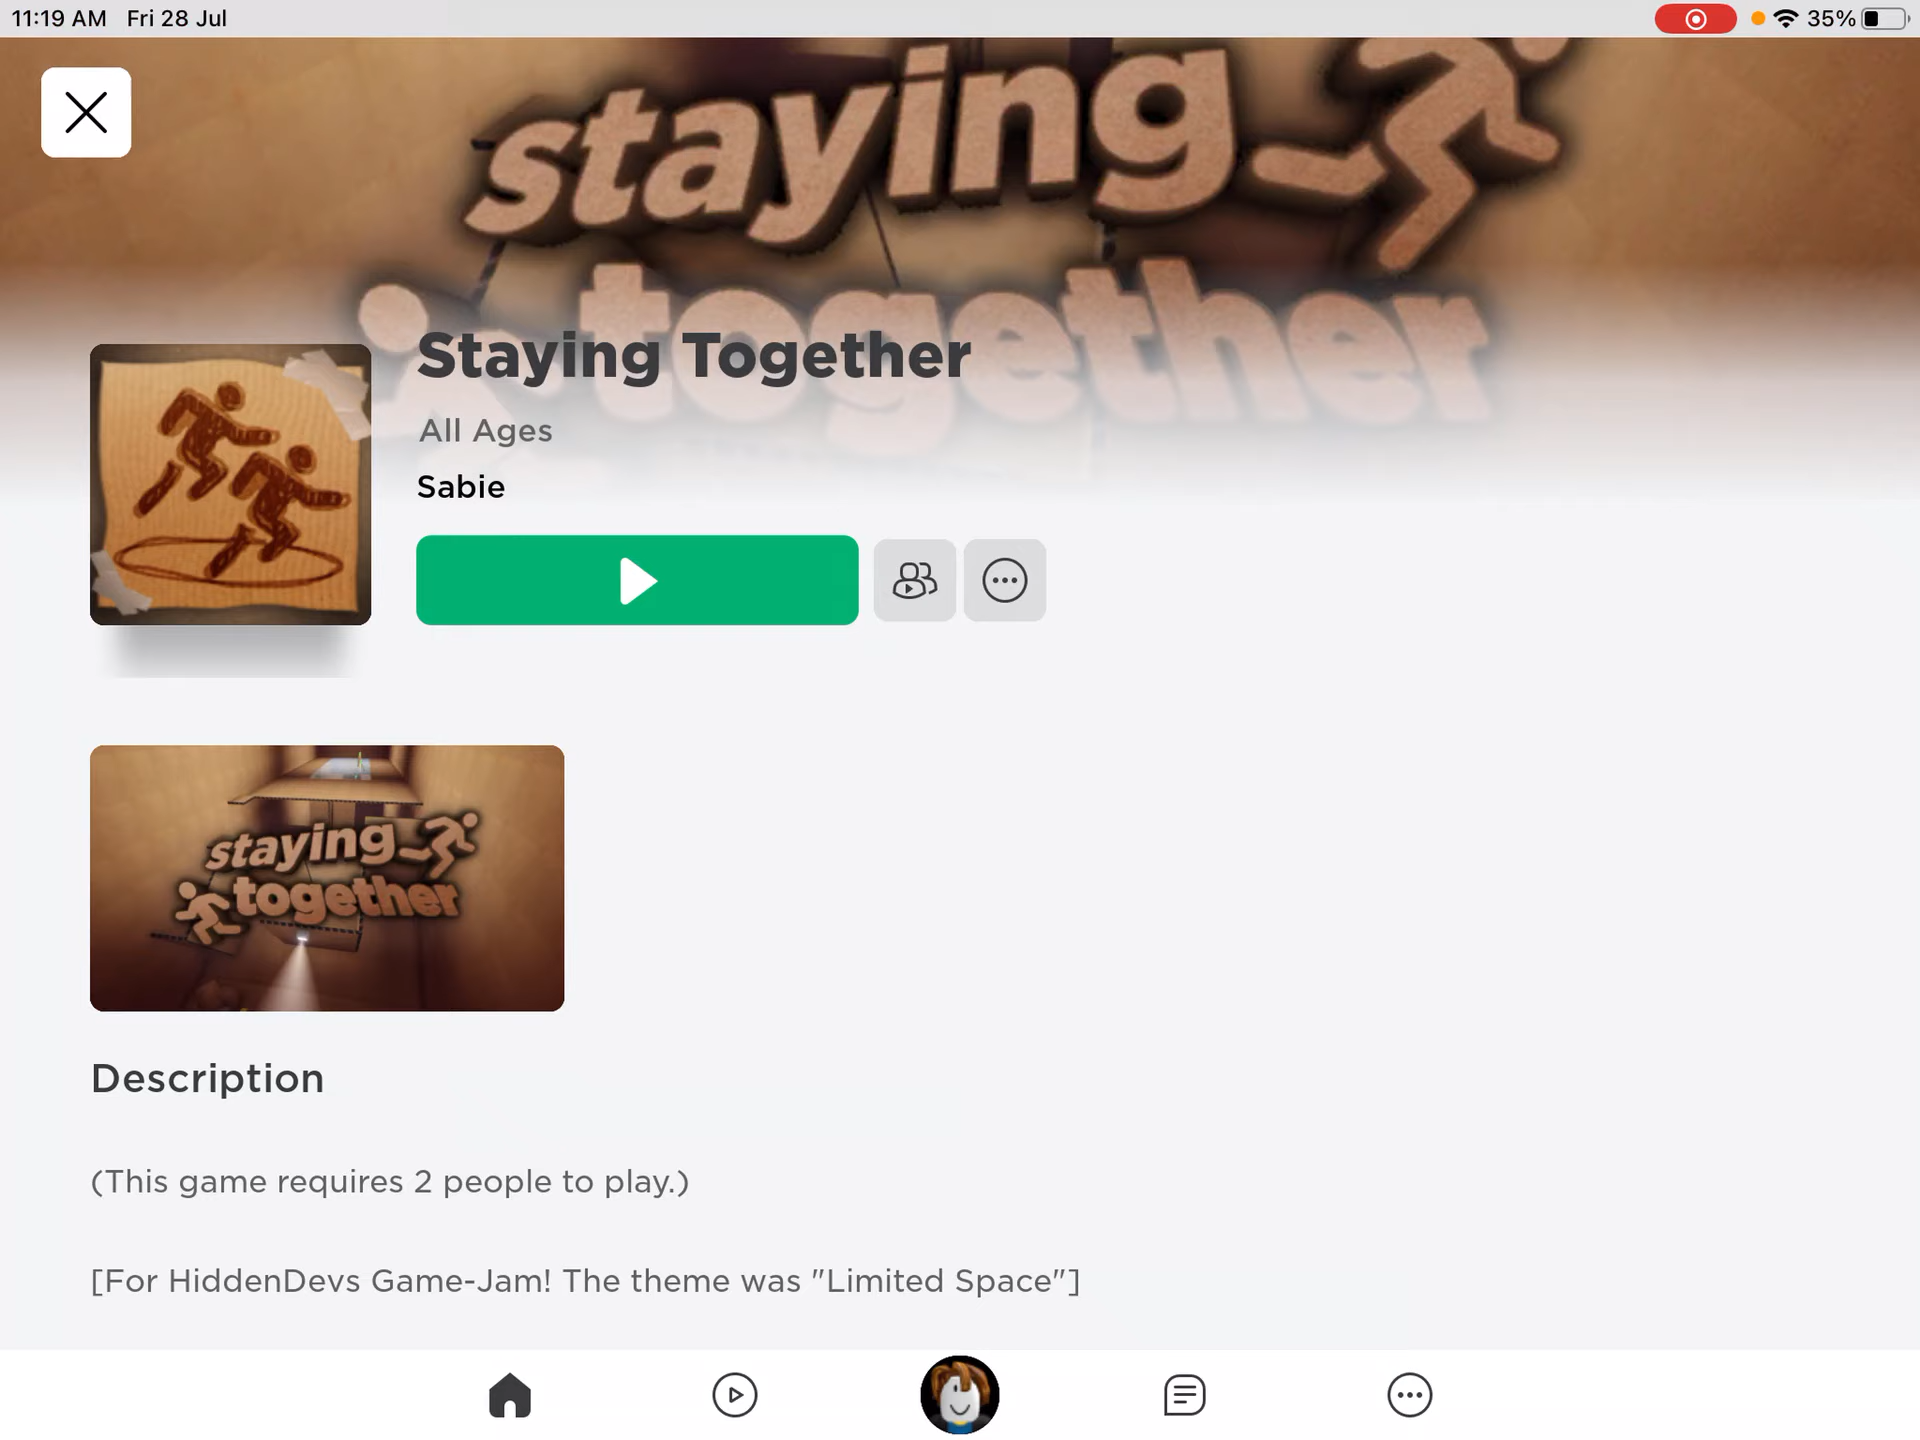 11:19 AM Fri 28 Jul
35%
staying
together
Staying Together
All Ages
Sabie
staying
together
Description
(This game requires 2 people to play.)
[For HiddenDevs Game-Jam! The theme was "Limited Space"]